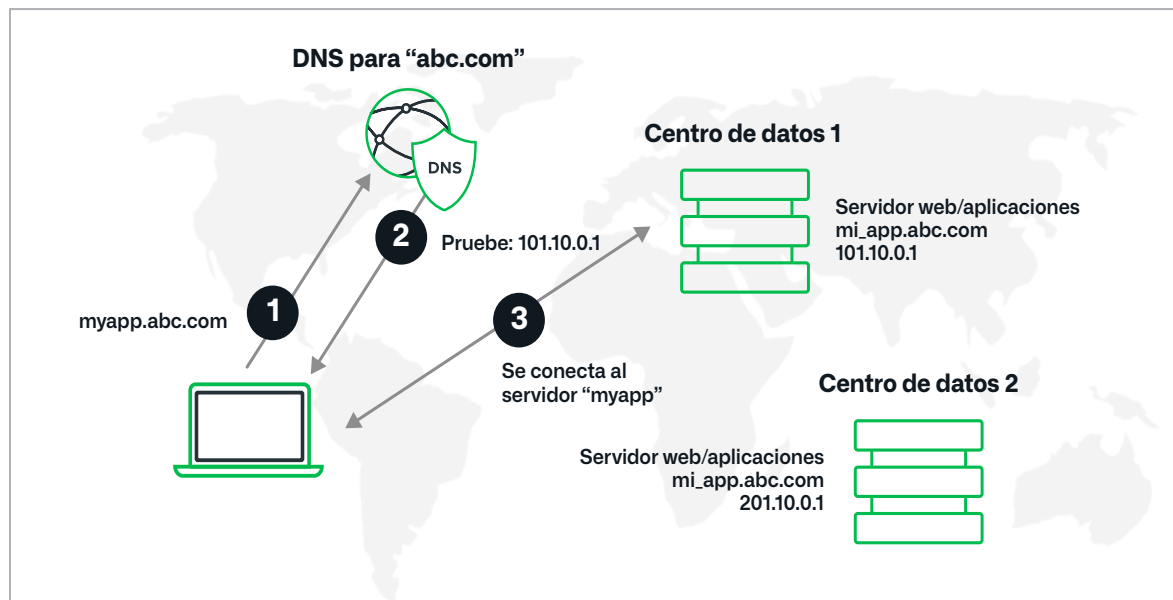 DNS para “abc.com”
DNS
Centro de datos 1
Servidor web/aplicaciones
mi_app.abc.com
101.10.0.1
2
Pruebe: 101.10.0.1
1
myapp.abc.com
3
Se conecta al
servidor “myapp”
Centro de datos 2
Servidor web/aplicaciones
mi_app.abc.com
201.10.0.1